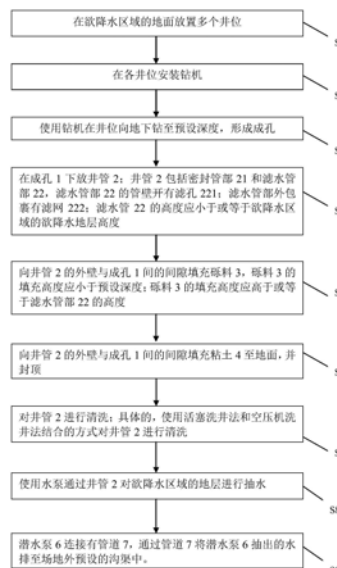 在欲降水区域的地面放置多个井位
在各井位安装钻机
使用钻机在井位向地下钻至预设深度，形成成孔
在成孔 1 下放井管 2；井管 2 包括密封管部 21 和滤水管
部 22，滤水管部 22 的管壁开有滤孔 221；滤水管部外包
裹有滤网 222；滤水管 22 的高度应小于或等于欲降水区
域的欲降水地层高度
向井管 2 的外壁与成孔 1 间的间隙填充砾料 3，砾料 3 的
填充高度应小于预设深度；砾料 3 的填充高度应高于或等
于滤水管部 22 的高度
向井管 2 的外壁与成孔 1 间的间隙填充粘土 4 至地面，并
封顶
对井管 2 进行清洗；具体的，使用活塞洗井法和空压机洗
井法结合的方式对井管 2 进行清洗
使用水泵通过井管 2 对欲降水区域的地层进行抽水
潜水泵 6 连接有管道 7，通过管道 7 将潜水泵 6 抽出的水
排至场地外预设的沟渠中。